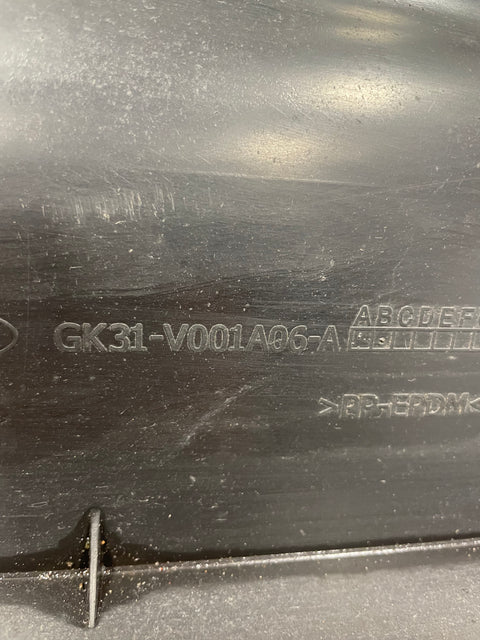 ABCDEF
GK31-V001A06-A
>PP-EPDM<